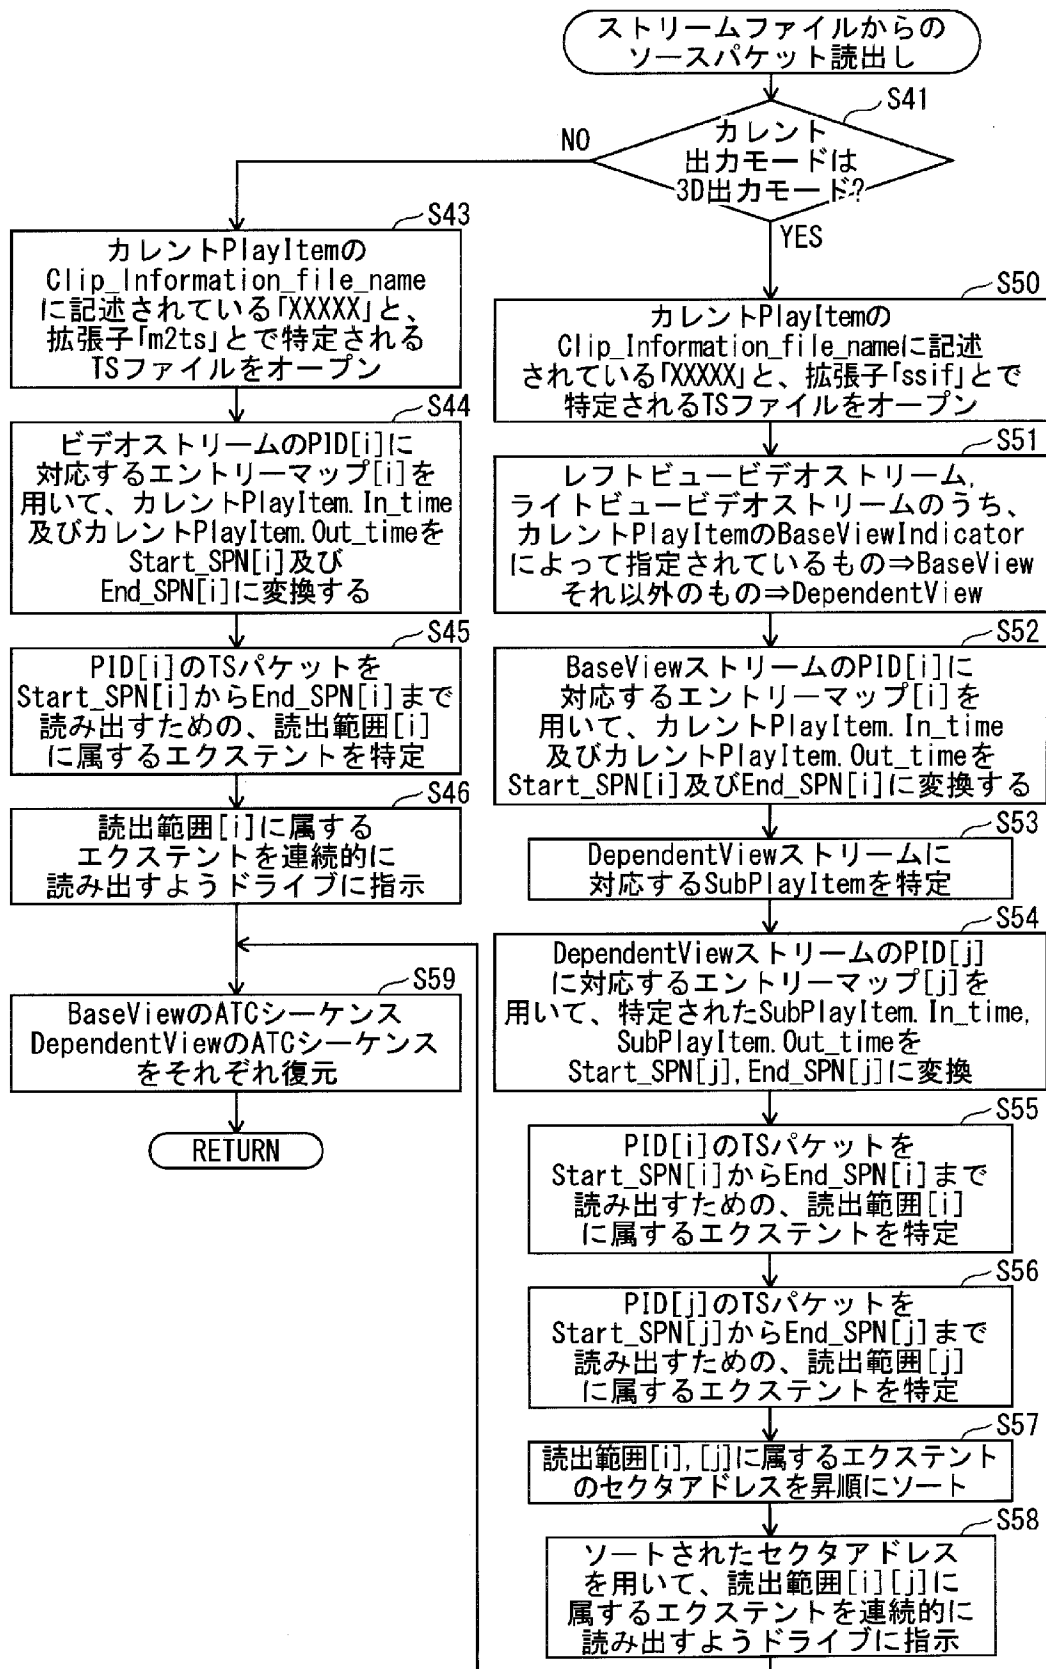 ストリームファイルからの
ソースパケット読出し
S41
カレント
出力モードは
3D出力モード?
NO
YES
S43
カレントPlayItemの
Clip_Information_file_name
に記述されている「XXXXX」と、
拡張子「m2ts」とで特定される
TSファイルをオープン
S44
ビデオストリームのPID[i]に
対応するエントリーマップ[i]を
用いて、カレントPlayItem.In_time
及びカレントPlayItem.Out_timeを
Start_SPN[i]及び
End_SPN[i]に変換する
S45
PID[i]のTSパケットを
Start_SPN[i]からEnd_SPN[i]まで
読み出すための、読出範囲[i]
に属するエクステントを特定
S46
読出範囲[i]に属する
エクステントを連続的に
読み出すようドライブに指示
S59
BaseViewのATCシーケンス
DependentViewのATCシーケンス
をそれぞれ復元
RETURN
S50
カレントPlayItemの
Clip_Information_file_nameに記述
されている「XXXXX」と、拡張子「ssif」とで
特定されるTSファイルをオープン
S51
レフトビュービデオストリーム,
ライトビュービデオストリームのうち、
カレントPlayItemのBaseViewIndicator
によって指定されているもの⇒BaseView
それ以外のもの⇒DependentView
S52
BaseViewストリームのPID[i]に
対応するエントリーマップ[i]を
用いて、カレントPlayItem.In_time
及びカレントPlayItem.Out_timeを
Start_SPN[i]及びEnd_SPN[i]に変換する
S53
DependentViewストリームに
対応するSubPlayItemを特定
S54
DependentViewストリームのPID[j]
に対応するエントリーマップ[j]を
用いて、特定されたSubPlayItem.In_time,
SubPlayItem.Out_timeを
Start_SPN[j],End_SPN[j]に変換
S55
PID[i]のTSパケットを
Start_SPN[i]からEnd_SPN[i]まで
読み出すための、読出範囲[i]
に属するエクステントを特定
S56
PID[j]のTSパケットを
Start_SPN[j]からEnd_SPN[j]まで
読み出すための、読出範囲[j]
に属するエクステントを特定
S57
読出範囲[i],[j]に属するエクステント
のセクタアドレスを昇順にソート
S58
ソートされたセクタアドレス
を用いて、読出範囲[i][j]に
属するエクステントを連続的に
読み出すようドライブに指示